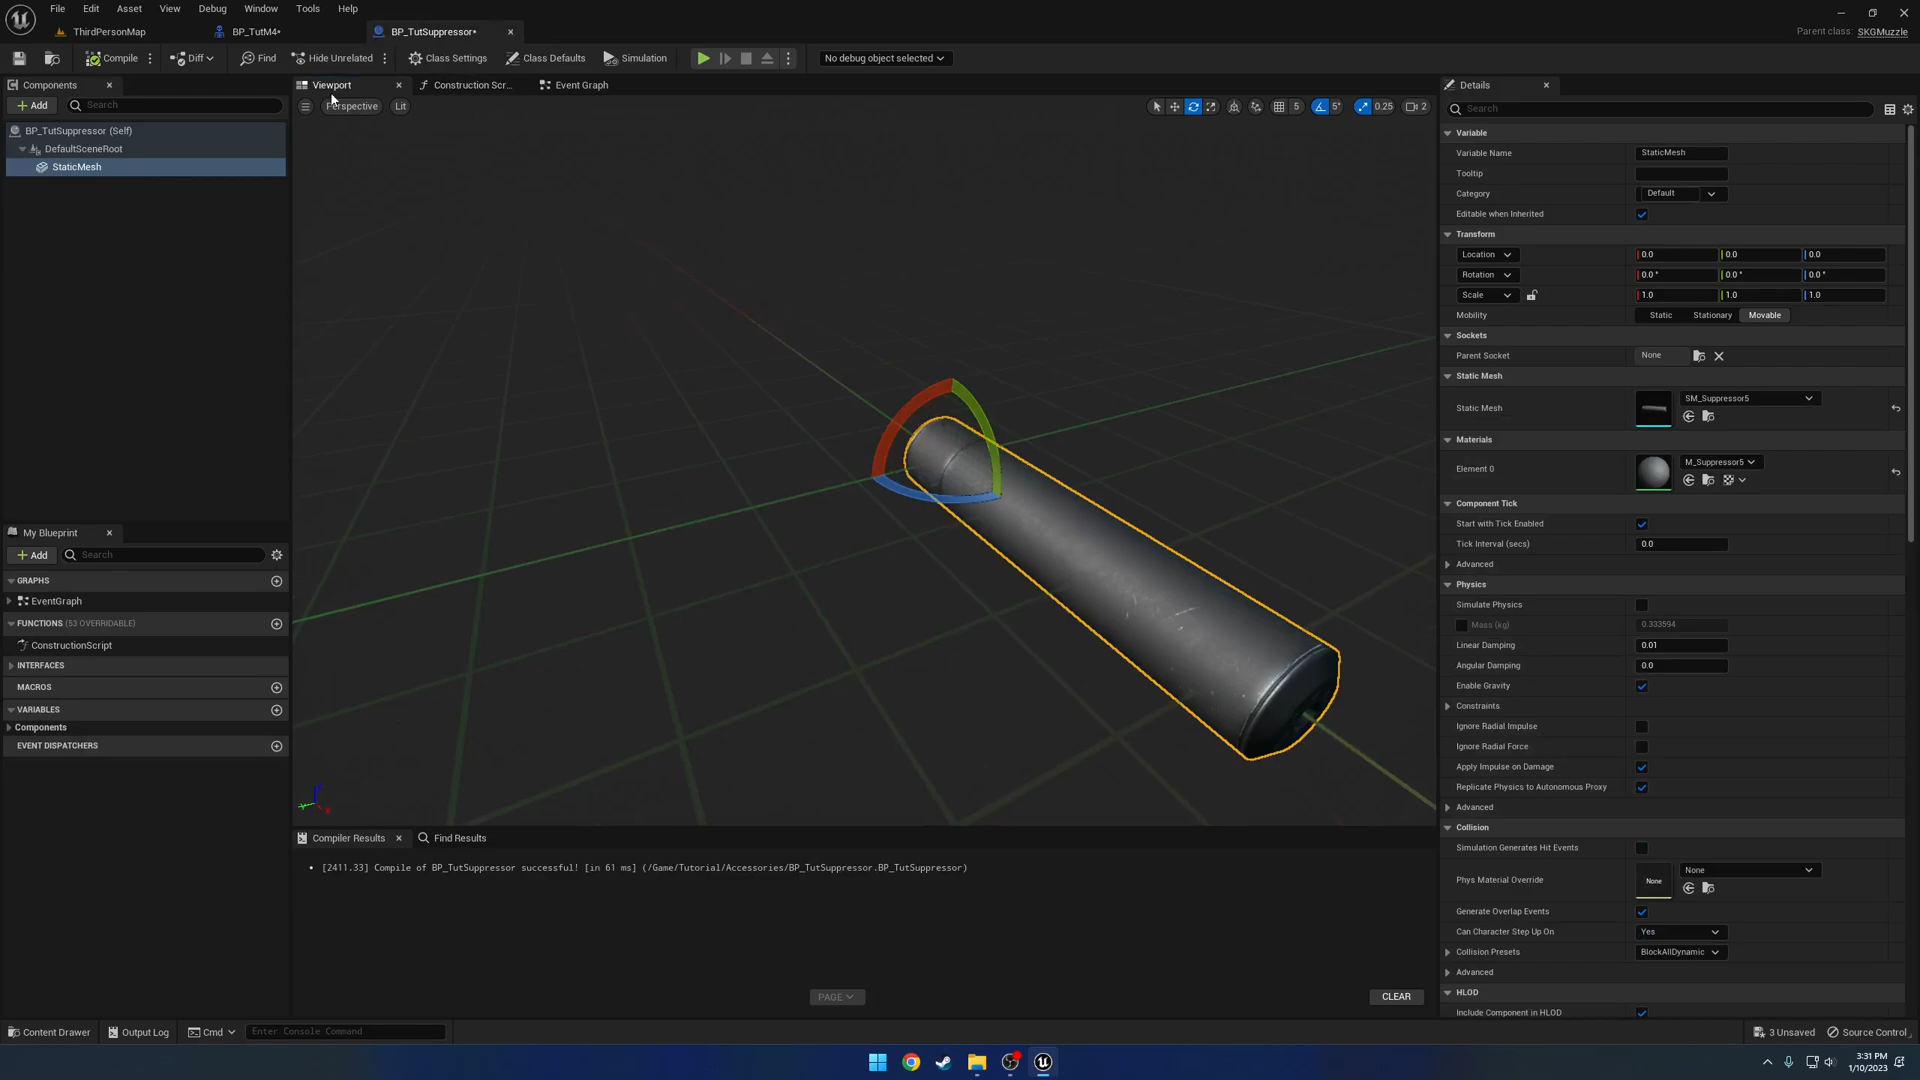 File Edit Asset View Debug Window Tools Help
ThirdPersonMap BP_TutM4* BP_TutSuppressor*
Parent class: SKGMuzzle
Compile Diff Find Hide Unrelated Class Settings Class Defaults Simulation No debug object selected
Components
Add Search
BP_TutSuppressor (Self)
DefaultSceneRoot
StaticMesh
My Blueprint
Add Search
GRAPHS
EventGraph
FUNCTIONS (53 OVERRIDABLE)
ConstructionScript
INTERFACES
MACROS
VARIABLES
Components
EVENT DISPATCHERS
Viewport Construction Scr... Event Graph
Perspective Lit 5 5° 0.25 2
Compiler Results Find Results
• [2411.33] Compile of BP_TutSuppressor successful! [in 61 ms] (/Game/Tutorial/Accessories/BP_TutSuppressor.BP_TutSuppressor)
PAGE CLEAR
Details
Search
Variable
Variable Name StaticMesh
Tooltip
Category Default
Editable when Inherited
Transform
Location 0.0 0.0 0.0
Rotation 0.0 ° 0.0 ° 0.0 °
Scale 1.0 1.0 1.0
Mobility Static Stationary Movable
Sockets
Parent Socket None
Static Mesh
Static Mesh SM_Suppressor5
Materials
Element 0 M_Suppressor5
Component Tick
Start with Tick Enabled
Tick Interval (secs) 0.0
Advanced
Physics
Simulate Physics
Mass (kg) 0.333594
Linear Damping 0.01
Angular Damping 0.0
Enable Gravity
Constraints
Ignore Radial Impulse
Ignore Radial Force
Apply Impulse on Damage
Replicate Physics to Autonomous Proxy
Advanced
Collision
Simulation Generates Hit Events
Phys Material Override None None
Generate Overlap Events
Can Character Step Up On Yes
Collision Presets BlockAllDynamic
Advanced
HLOD
Include Component in HLOD
Content Drawer Output Log Cmd Enter Console Command 3 Unsaved Source Control
3:31 PM
1/10/2023